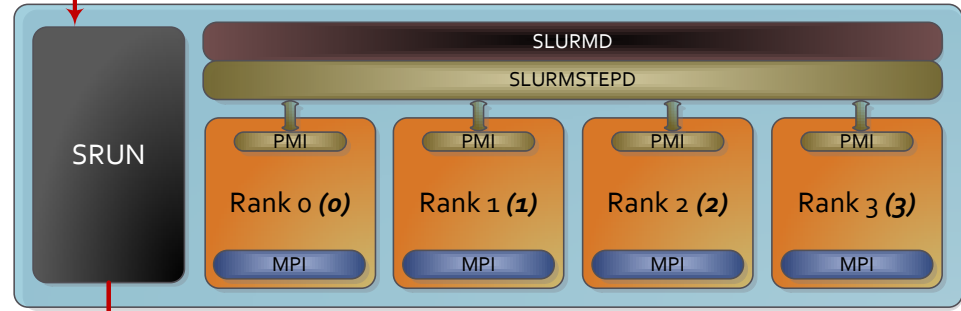 SLURMD
SLURMSTEPD
SRUN
PMI PMI PMI PMI
Rank 0 (0) Rank 1 (1) Rank 2 (2) Rank 3 (3)
MPI MPI MPI MPI